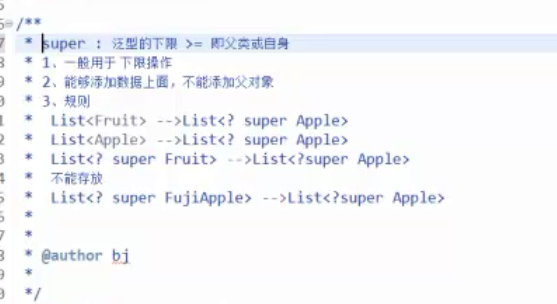 /**
* super : 泛型的下限 >= 即父类或自身
* 1、一般用于 下限操作
* 2、能够添加数据上面，不能添加父对象
* 3、规则
* List<Fruit> -->List<? super Apple>
* List<Apple> -->List<? super Apple>
* List<? super Fruit> -->List<?super Apple>
* 不能存放
* List<? super FujiApple> -->List<?super Apple>
*
*
* @author bj
*
*/